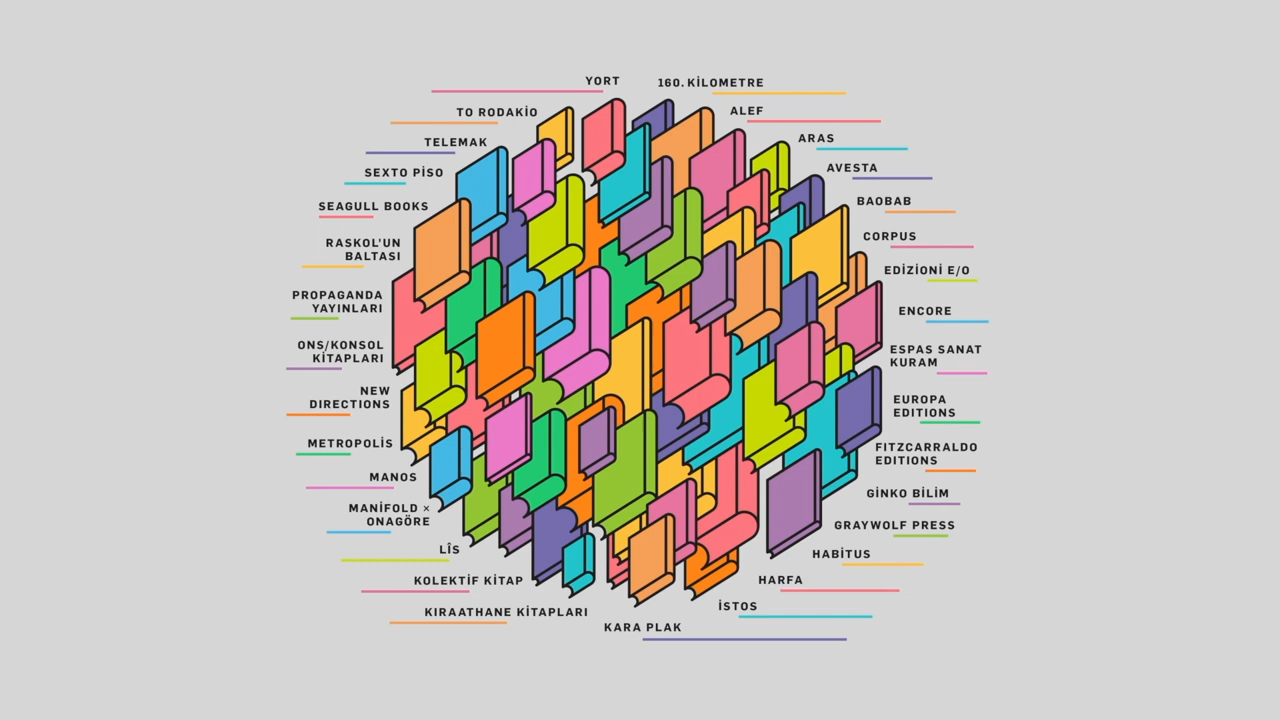 YORT
160.KİLOMETRE
TO RODAKİO
ALEF
TELEMAK
ARAS
SEXTO PİSO
AVESTA
SEAGULL BOOKS
BAOBAB
RASKOL'UN
BALTASI
CORPUS
EDİZİONİ E/O
PROPAGANDA
YAYINLARI
ENCORE
ONS/KONSOL
KİTAPLARI
ESPAS SANAT
KURAM
NEW
DIRECTIONS
EUROPA
EDITIONS
METROPOLİS
FITZCARRALDO
EDITIONS
MANOS
GİNKO BİLİM
MANİFOLD ×
ONAGÖRE
GRAYWOLF PRESS
LÎS
HABİTUS
KOLEKTİF KİTAP
HARFA
KIRAATHANE KİTAPLARI
İSTOS
KARA PLAK